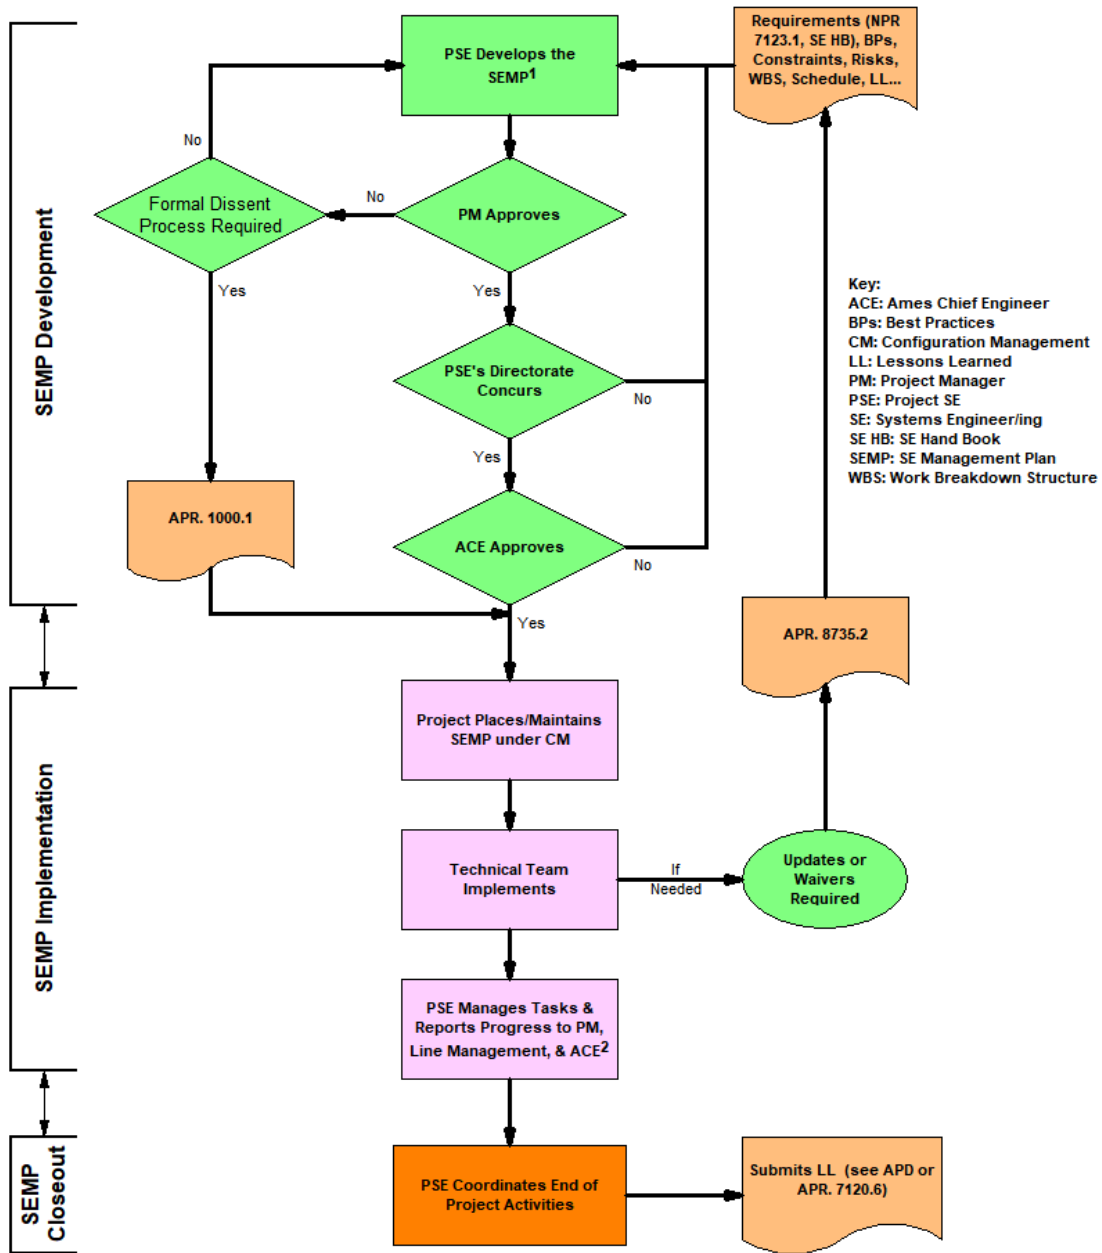 PSE Develops the
SEMP1
Requirements (NPR
7123.1, SE HB), BPs,
Constraints, Risks,
WBS, Schedule, LL...
No
Formal Dissent
Process Required
No
PM Approves
Yes
Yes
PSE's Directorate
Concurs
No
Yes
APR. 1000.1
ACE Approves
No
Yes
SEMP Development
Key:
ACE: Ames Chief Engineer
BPs: Best Practices
CM: Configuration Management
LL: Lessons Learned
PM: Project Manager
PSE: Project SE
SE: Systems Engineer/ing
SE HB: SE Hand Book
SEMP: SE Management Plan
WBS: Work Breakdown Structure
APR. 8735.2
Project Places/Maintains
SEMP under CM
Technical Team
Implements
If
Needed
Updates or
Waivers
Required
SEMP Implementation
PSE Manages Tasks &
Reports Progress to PM,
Line Management, & ACE2
SEMP
Closeout
PSE Coordinates End of
Project Activities
Submits LL (see APD or
APR. 7120.6)